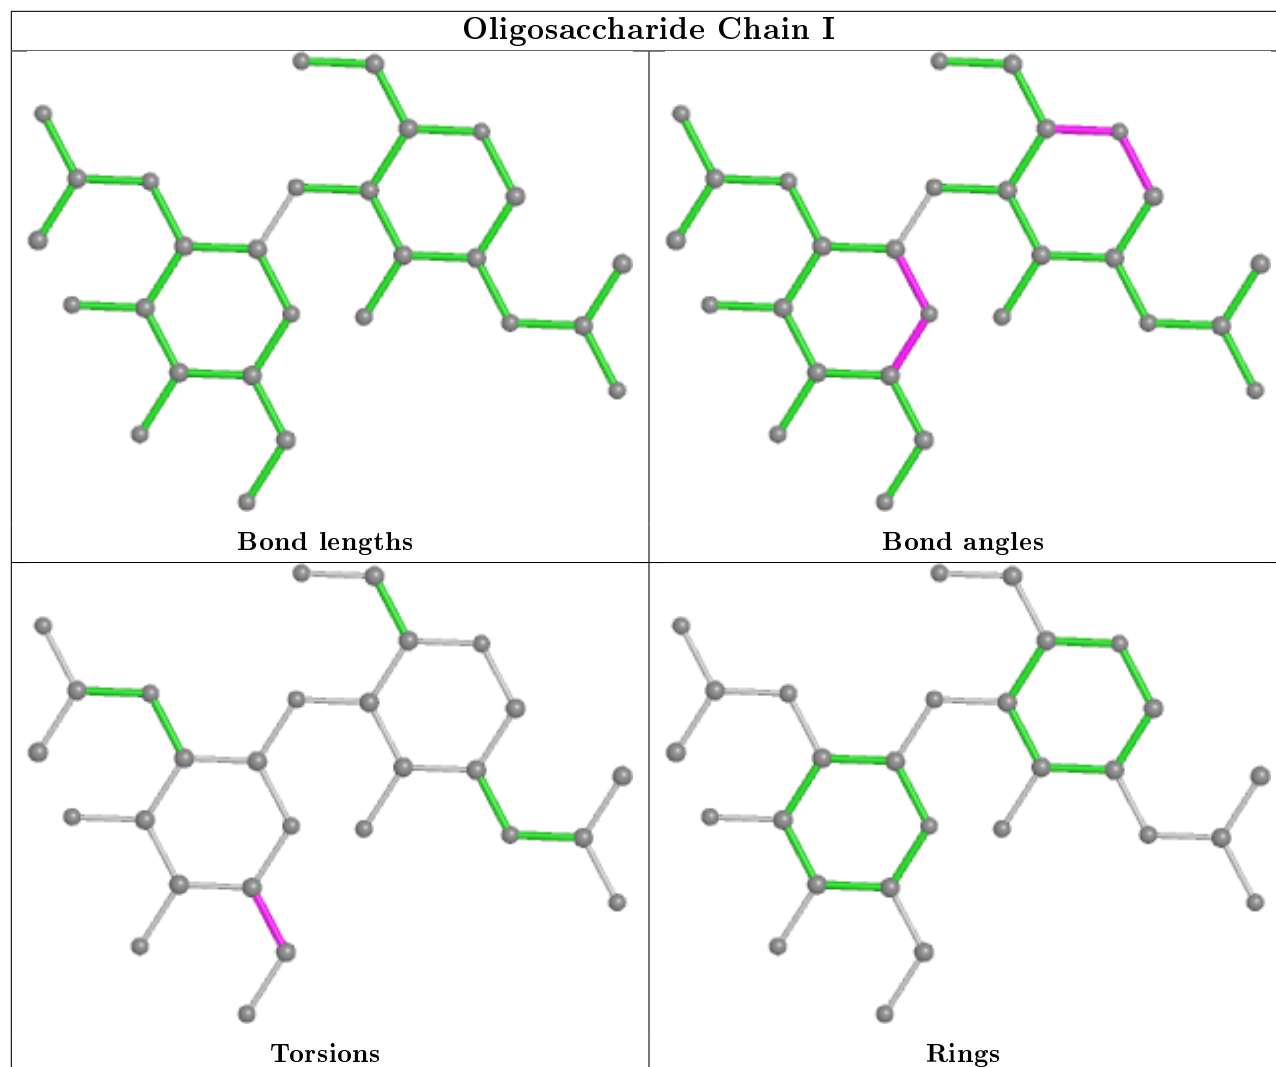 Oligosaccharide Chain I
Bond lengths
Bond angles
Torsions
Rings